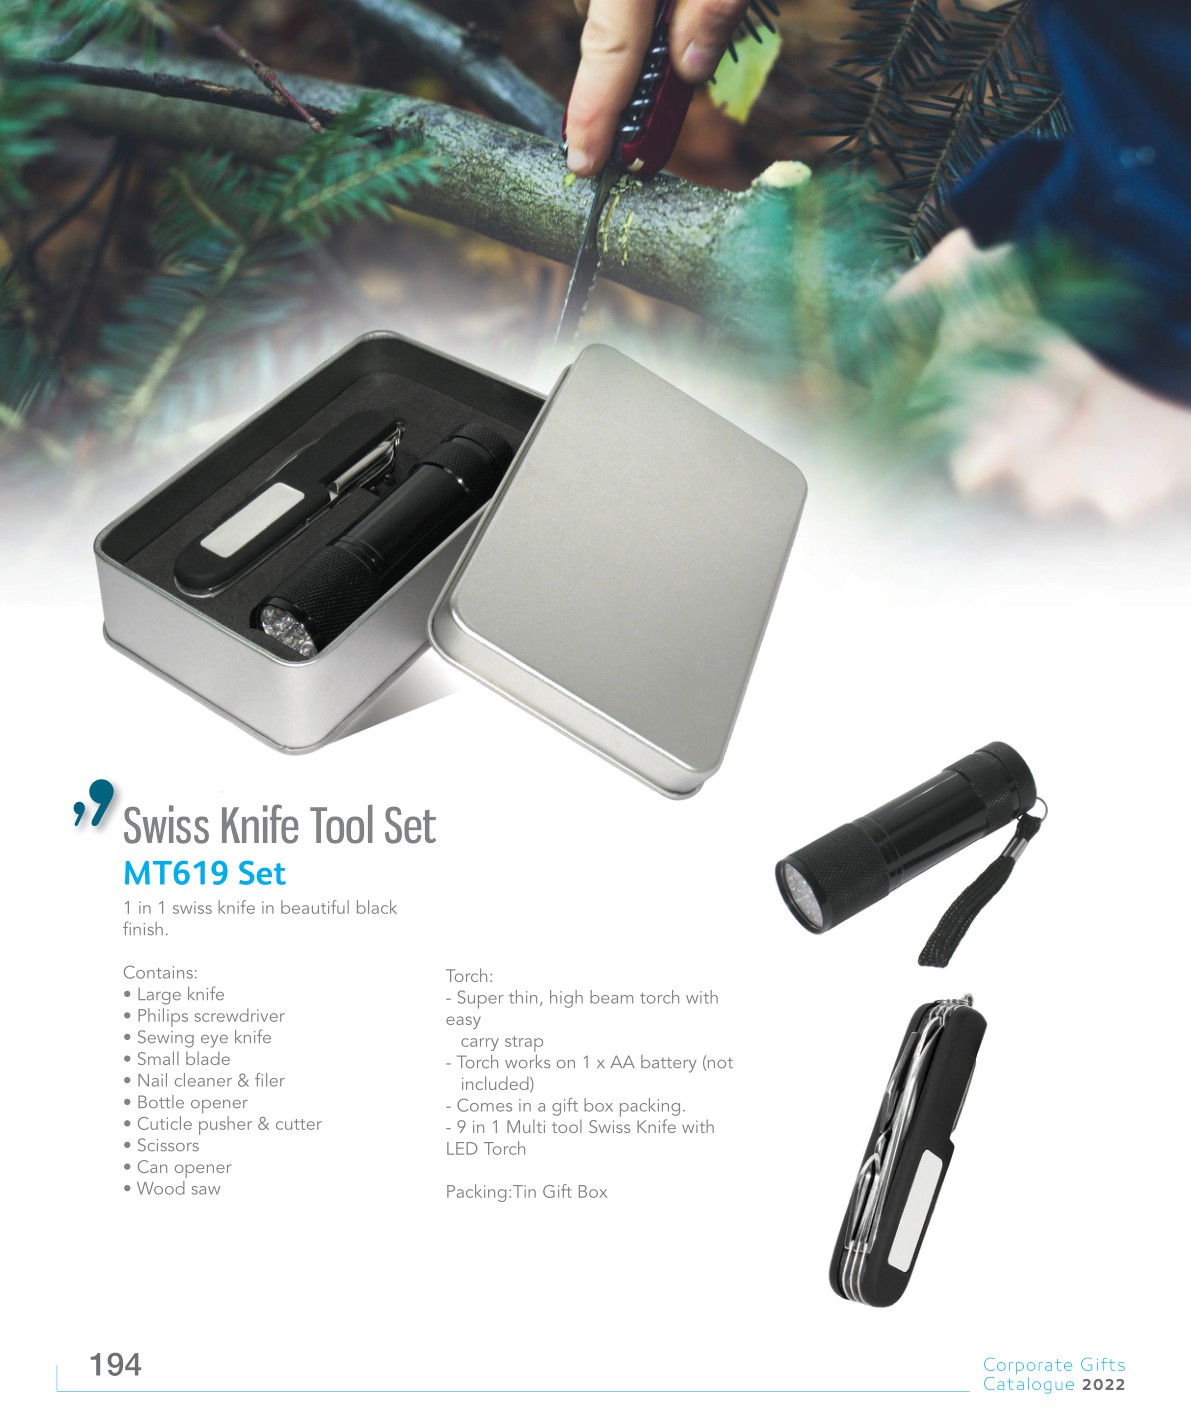 Swiss Knife Tool Set
MT619 Set
1 in 1 swiss knife in beautiful black
finish.
Contains:
• Large knife
• Philips screwdriver
• Sewing eye knife
• Small blade
• Nail cleaner & filer
• Bottle opener
• Cuticle pusher & cutter
• Scissors
• Can opener
• Wood saw
Torch:
- Super thin, high beam torch with
easy
carry strap
- Torch works on 1 x AA battery (not
included)
- Comes in a gift box packing.
- 9 in 1 Multi tool Swiss Knife with
LED Torch
Packing:Tin Gift Box
194
Corporate Gifts
Catalogue 2022